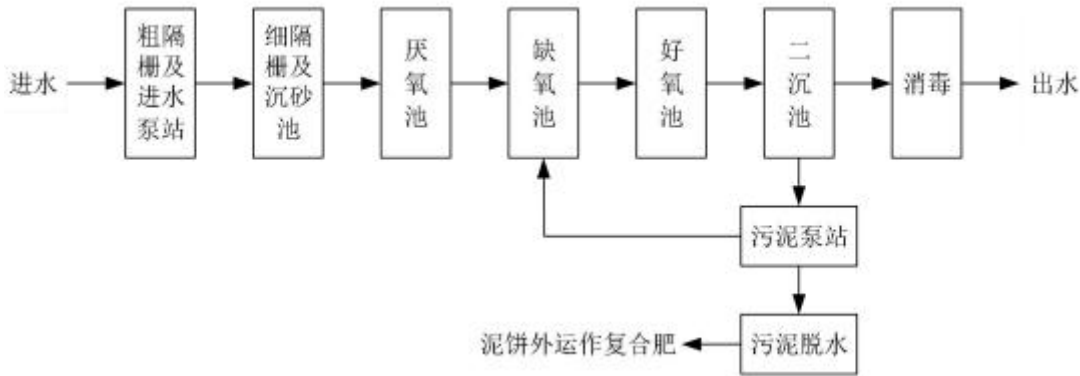 进水
粗隔
栅及
进水
泵站
细隔
栅及
沉砂
池
厌
氧
池
缺
氧
池
好
氧
池
二
沉
池
消毒
出水
污泥泵站
泥饼外运作复合肥
污泥脱水